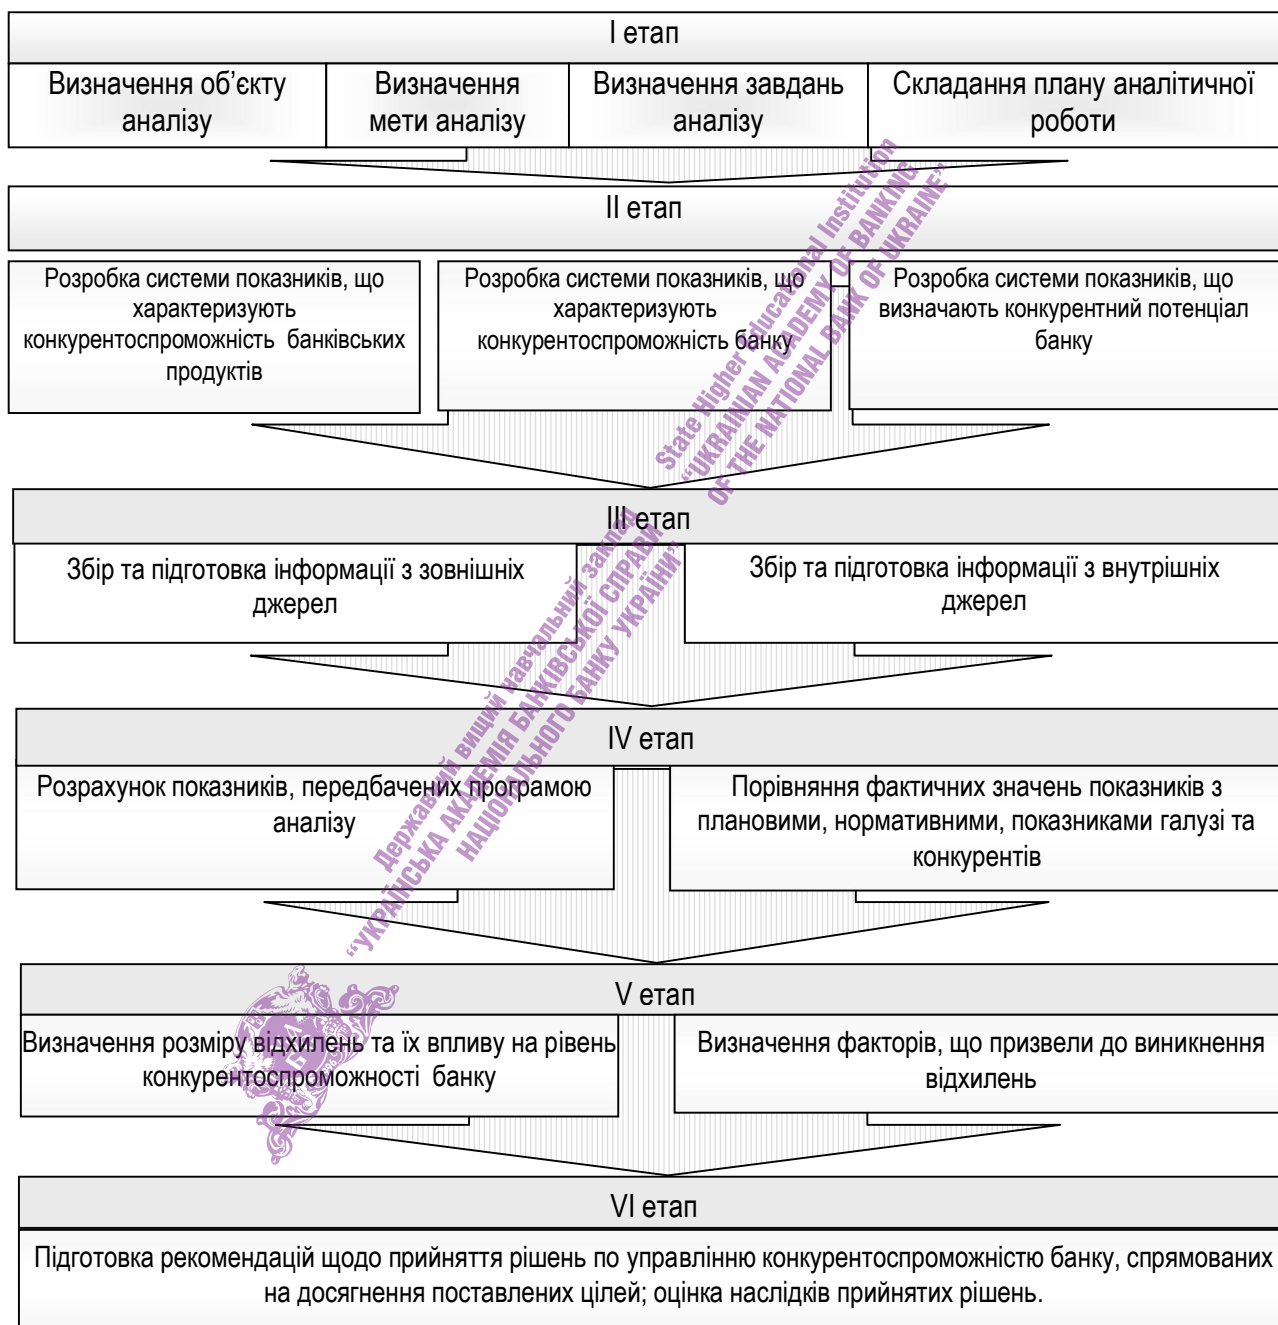 І етап
Визначення об’єкту
аналізу
Визначення
мети аналізу
Визначення завдань
аналізу
Складання плану аналітичної
роботи
ІІ етап
Розробка системи показників, що
характеризують
конкурентоспроможність банківських
продуктів
Розробка системи показників, що
характеризують
конкурентоспроможність банку
Розробка системи показників, що
визначають конкурентний потенціал
банку
ІІІ етап
Збір та підготовка інформації з зовнішніх
джерел
Збір та підготовка інформації з внутрішніх
джерел
IV етап
Розрахунок показників, передбачених програмою
аналізу
Порівняння фактичних значень показників з
плановими, нормативними, показниками галузі та
конкурентів
V етап
Визначення розміру відхилень та їх впливу на рівень
конкурентоспроможності банку
Визначення факторів, що призвели до виникнення
відхилень
VI етап
Підготовка рекомендацій щодо прийняття рішень по управлінню конкурентоспроможністю банку, спрямованих
на досягнення поставлених цілей; оцінка наслідків прийнятих рішень.
Державний вищий навчальний заклад
“УКРАЇНСЬКА АКАДЕМІЯ БАНКІВСЬКОЇ СПРАВИ
НАЦІОНАЛЬНОГО БАНКУ УКРАЇНИ”
State Higher Educational Institution
“UKRAINIAN ACADEMY OF BANKING
OF THE NATIONAL BANK OF UKRAINE”